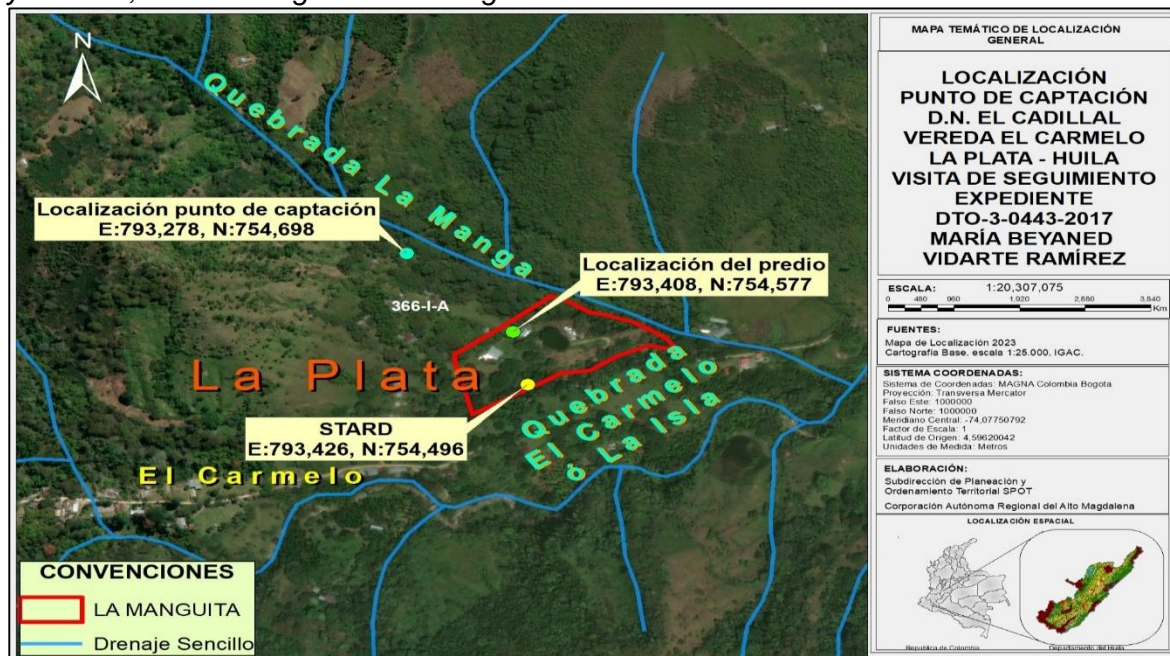 N
Quebrada La Manga
Localización punto de captación
E:793,278, N:754,698
Localización del predio
E:793,408, N:754,577
366-I-A
La Plata
Quebrada
El Carmelo
ó La Isla
STARD
E:793,426, N:754,496
El Carmelo
CONVENCIONES
LA MANGUITA
Drenaje Sencillo
MAPA TEMÁTICO DE LOCALIZACIÓN
GENERAL
LOCALIZACIÓN
PUNTO DE CAPTACIÓN
D.N. EL CADILLAL
VEREDA EL CARMELO
LA PLATA - HUILA
VISITA DE SEGUIMIENTO
EXPEDIENTE
DTO-3-0443-2017
MARÍA BEYANED
VIDARTE RAMÍREZ
ESCALA: 1:20,307,075
0 480 960 1,920 2,880 3,840
Km
FUENTES:
Mapa de Localización 2023
Cartografía Base, escala 1:25.000, IGAC.
SISTEMA COORDENADAS:
Sistema de Coordenadas: MAGNA Colombia Bogota
Proyección: Transversa Mercator
Falso Este: 1000000
Falso Norte: 1000000
Meridiano Central: -74,07750792
Factor de Escala: 1
Latitud de Origen: 4,59620042
Unidades de Medida: Metros
ELABORACIÓN:
Subdirección de Planeación y
Ordenamiento Territorial SPOT
Corporación Autónoma Regional del Alto Magdalena
LOCALIZACIÓN ESPACIAL
Republica de Colombia
Departamento del Huila